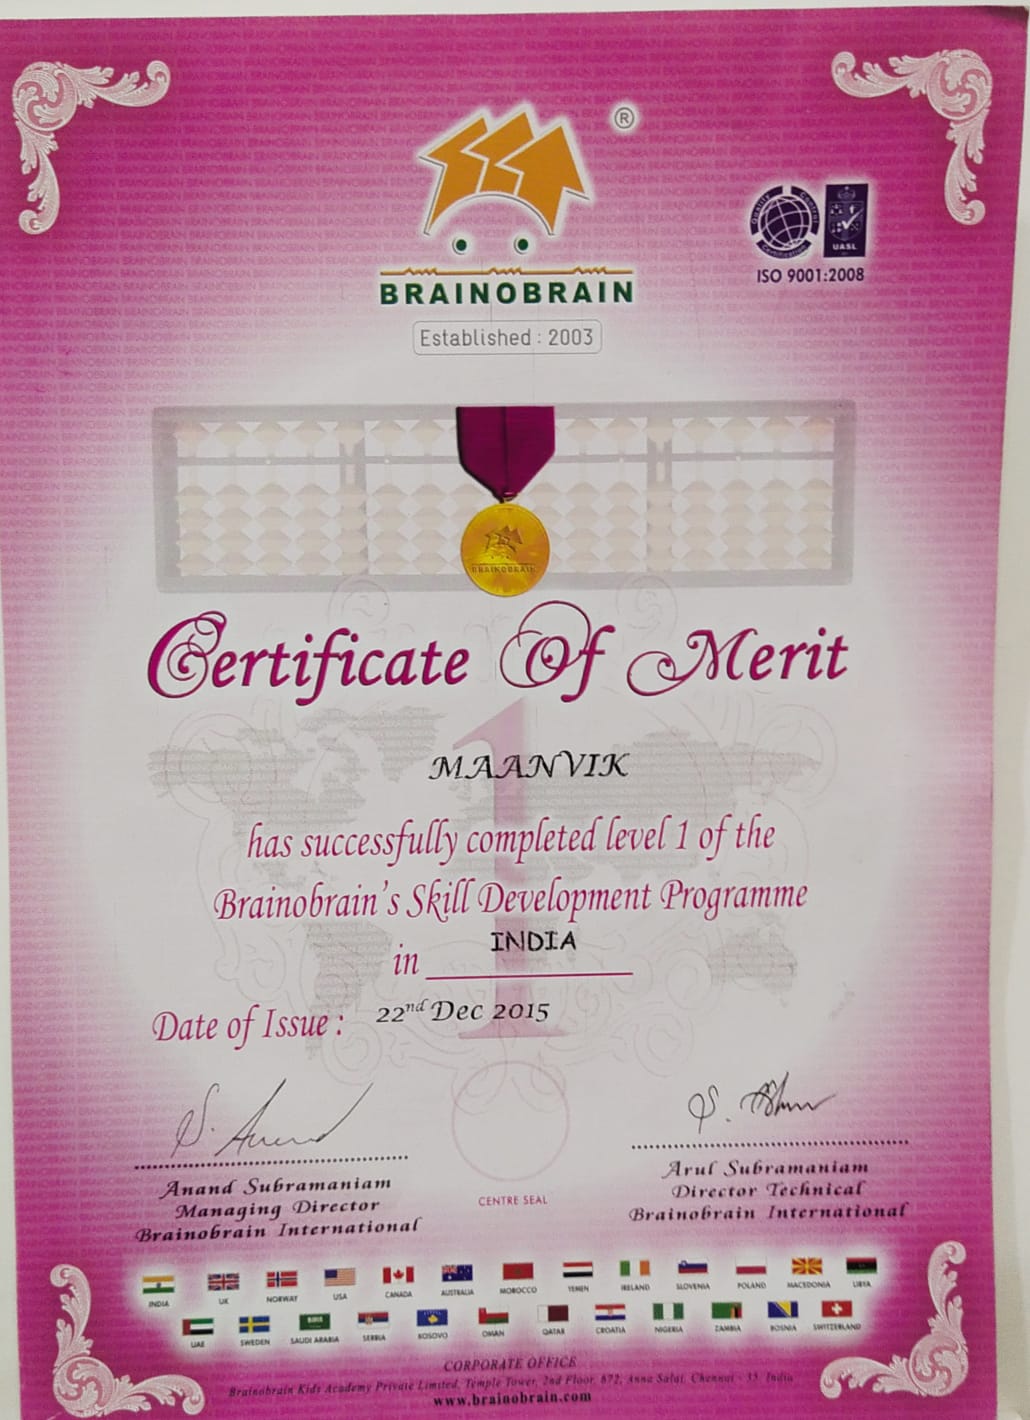 ®
BRAINOBRAIN
Established : 2003
Quality Control
Certification
UASL
ISO 9001:2008
BRAINOBRAIN
Certificate Of Merit
1
MAANVIK
has successfully completed level 1 of the
Brainobrain's Skill Development Programme
in INDIA
Date of Issue : 22nd Dec 2015
Anand Subramaniam
Managing Director
Brainobrain International
CENTRE SEAL
Arul Subramaniam
Director Technical
Brainobrain International
INDIA UK NORWAY USA CANADA AUSTRALIA MOROCCO YEMEN IRELAND SLOVENIA POLAND MACEDONIA LIBYA
UAE SWEDEN SAUDI ARABIA SERBIA KOSOVO OMAN QATAR CROATIA NIGERIA ZAMBIA BOSNIA SWITZERLAND
CORPORATE OFFICE
Brainobrain Kids Academy Private Limited, Temple Tower, 2nd Floor, 672, Anna Salai, Chennai - 35. India
www.brainobrain.com